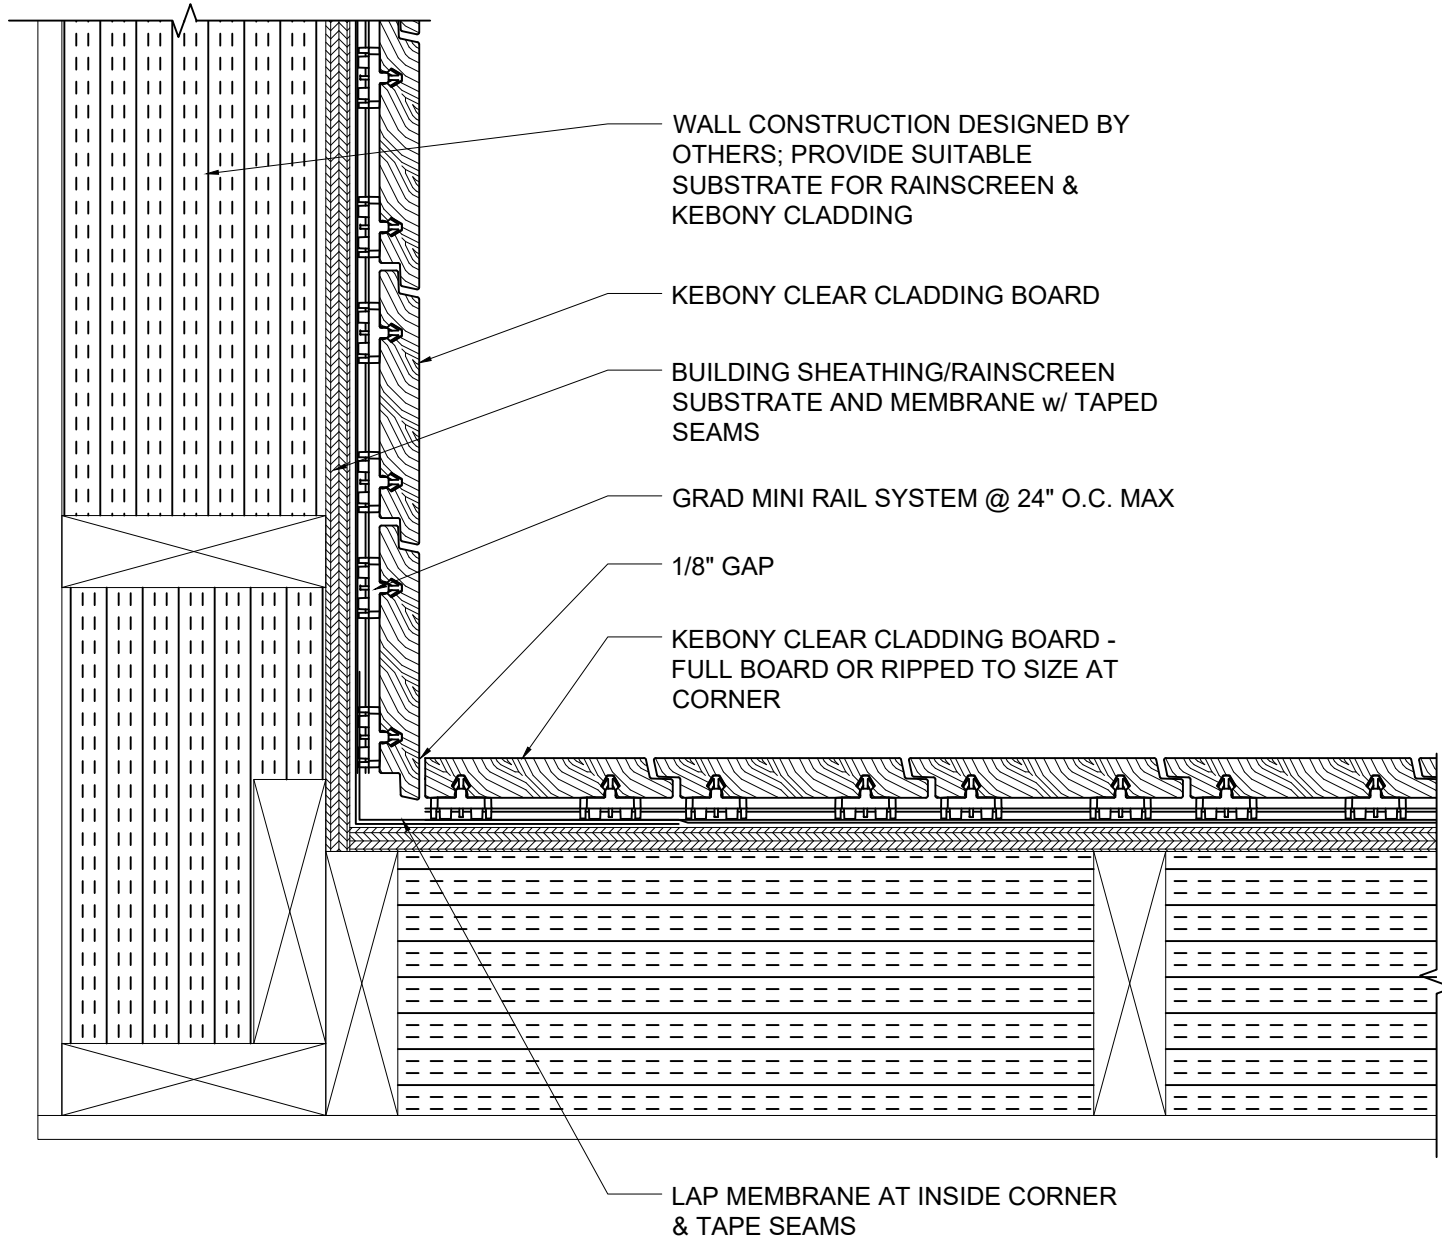 WALL CONSTRUCTION DESIGNED BY
OTHERS; PROVIDE SUITABLE
SUBSTRATE FOR RAINSCREEN &
KEBONY CLADDING
KEBONY CLEAR CLADDING BOARD
BUILDING SHEATHING/RAINSCREEN
SUBSTRATE AND MEMBRANE w/ TAPED
SEAMS
GRAD MINI RAIL SYSTEM @ 24" O.C. MAX
1/8" GAP
KEBONY CLEAR CLADDING BOARD -
FULL BOARD OR RIPPED TO SIZE AT
CORNER
LAP MEMBRANE AT INSIDE CORNER
& TAPE SEAMS